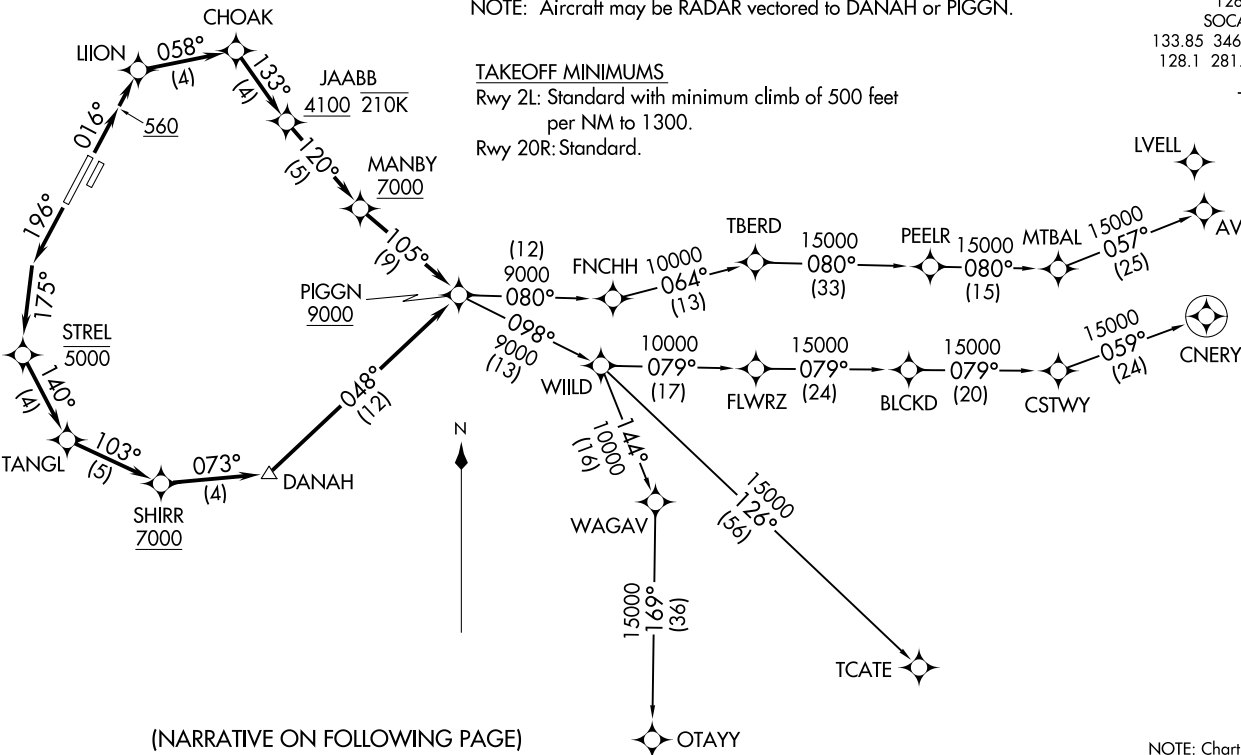 NOTE: Aircraft may be RADAR vectored to DANAH or PIGGN.
SOCA
133.85 346
128.1 281.
TAKEOFF MINIMUMS
Rwy 2L: Standard with minimum climb of 500 feet
per NM to 1300.
Rwy 20R: Standard.
CHOAK
LIION
058°
(4)
133°
(4)
JAABB
4100 210K
016°
560
120°
(5)
MANBY
7000
196°
105°
(9)
175°
STREL
5000
140°
(4)
TANGL
103°
(5)
SHIRR
7000
073°
(4)
DANAH
048°
(12)
PIGGN
9000
(12)
9000
080°
FNCHH
10000
064°
(13)
TBERD
15000
080°
(33)
PEELR
15000
080°
(15)
MTBAL
15000
057°
(25)
LVELL
AV
098°
9000
(13)
WIILD
10000
079°
(17)
FLWRZ
15000
079°
(24)
BLCKD
15000
079°
(20)
CSTWY
15000
059°
(24)
CNERY
N
144°
10000
(16)
WAGAV
15000
126°
(56)
TCATE
15000
169°
(36)
OTAYY
(NARRATIVE ON FOLLOWING PAGE)
NOTE: Chart